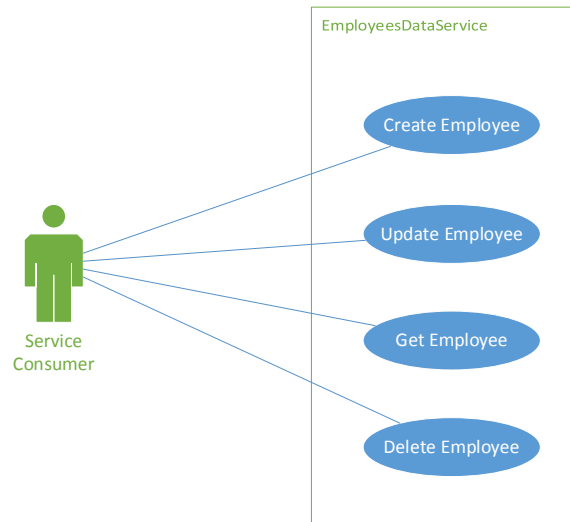 EmployeesDataService
Create Employee
Update Employee
Get Employee
Delete Employee
Service
Consumer